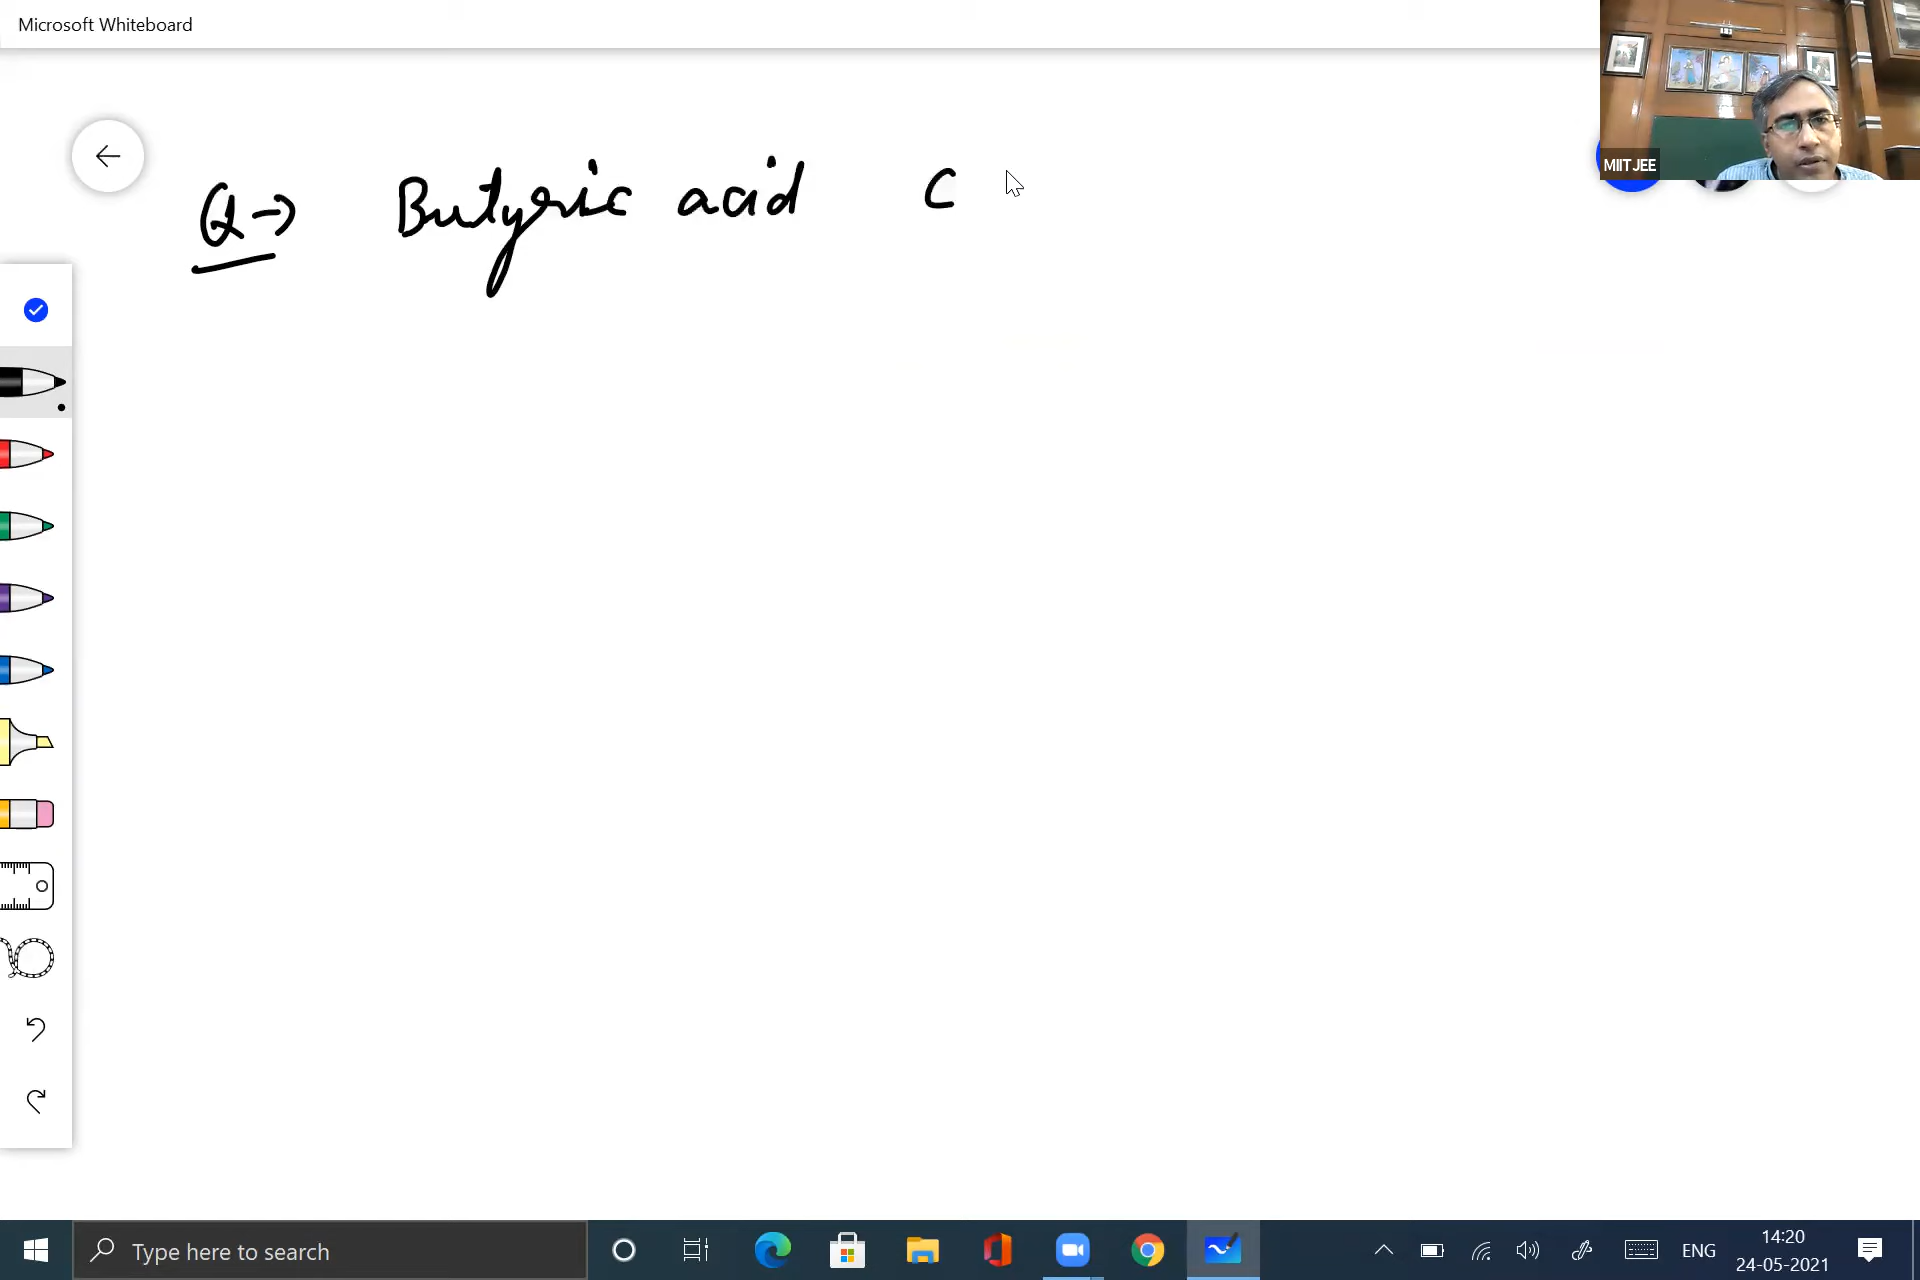 Microsoft Whiteboard
MIIT JEE
Q→ Butyric acid C
Type here to search
ENG
14:20
24-05-2021